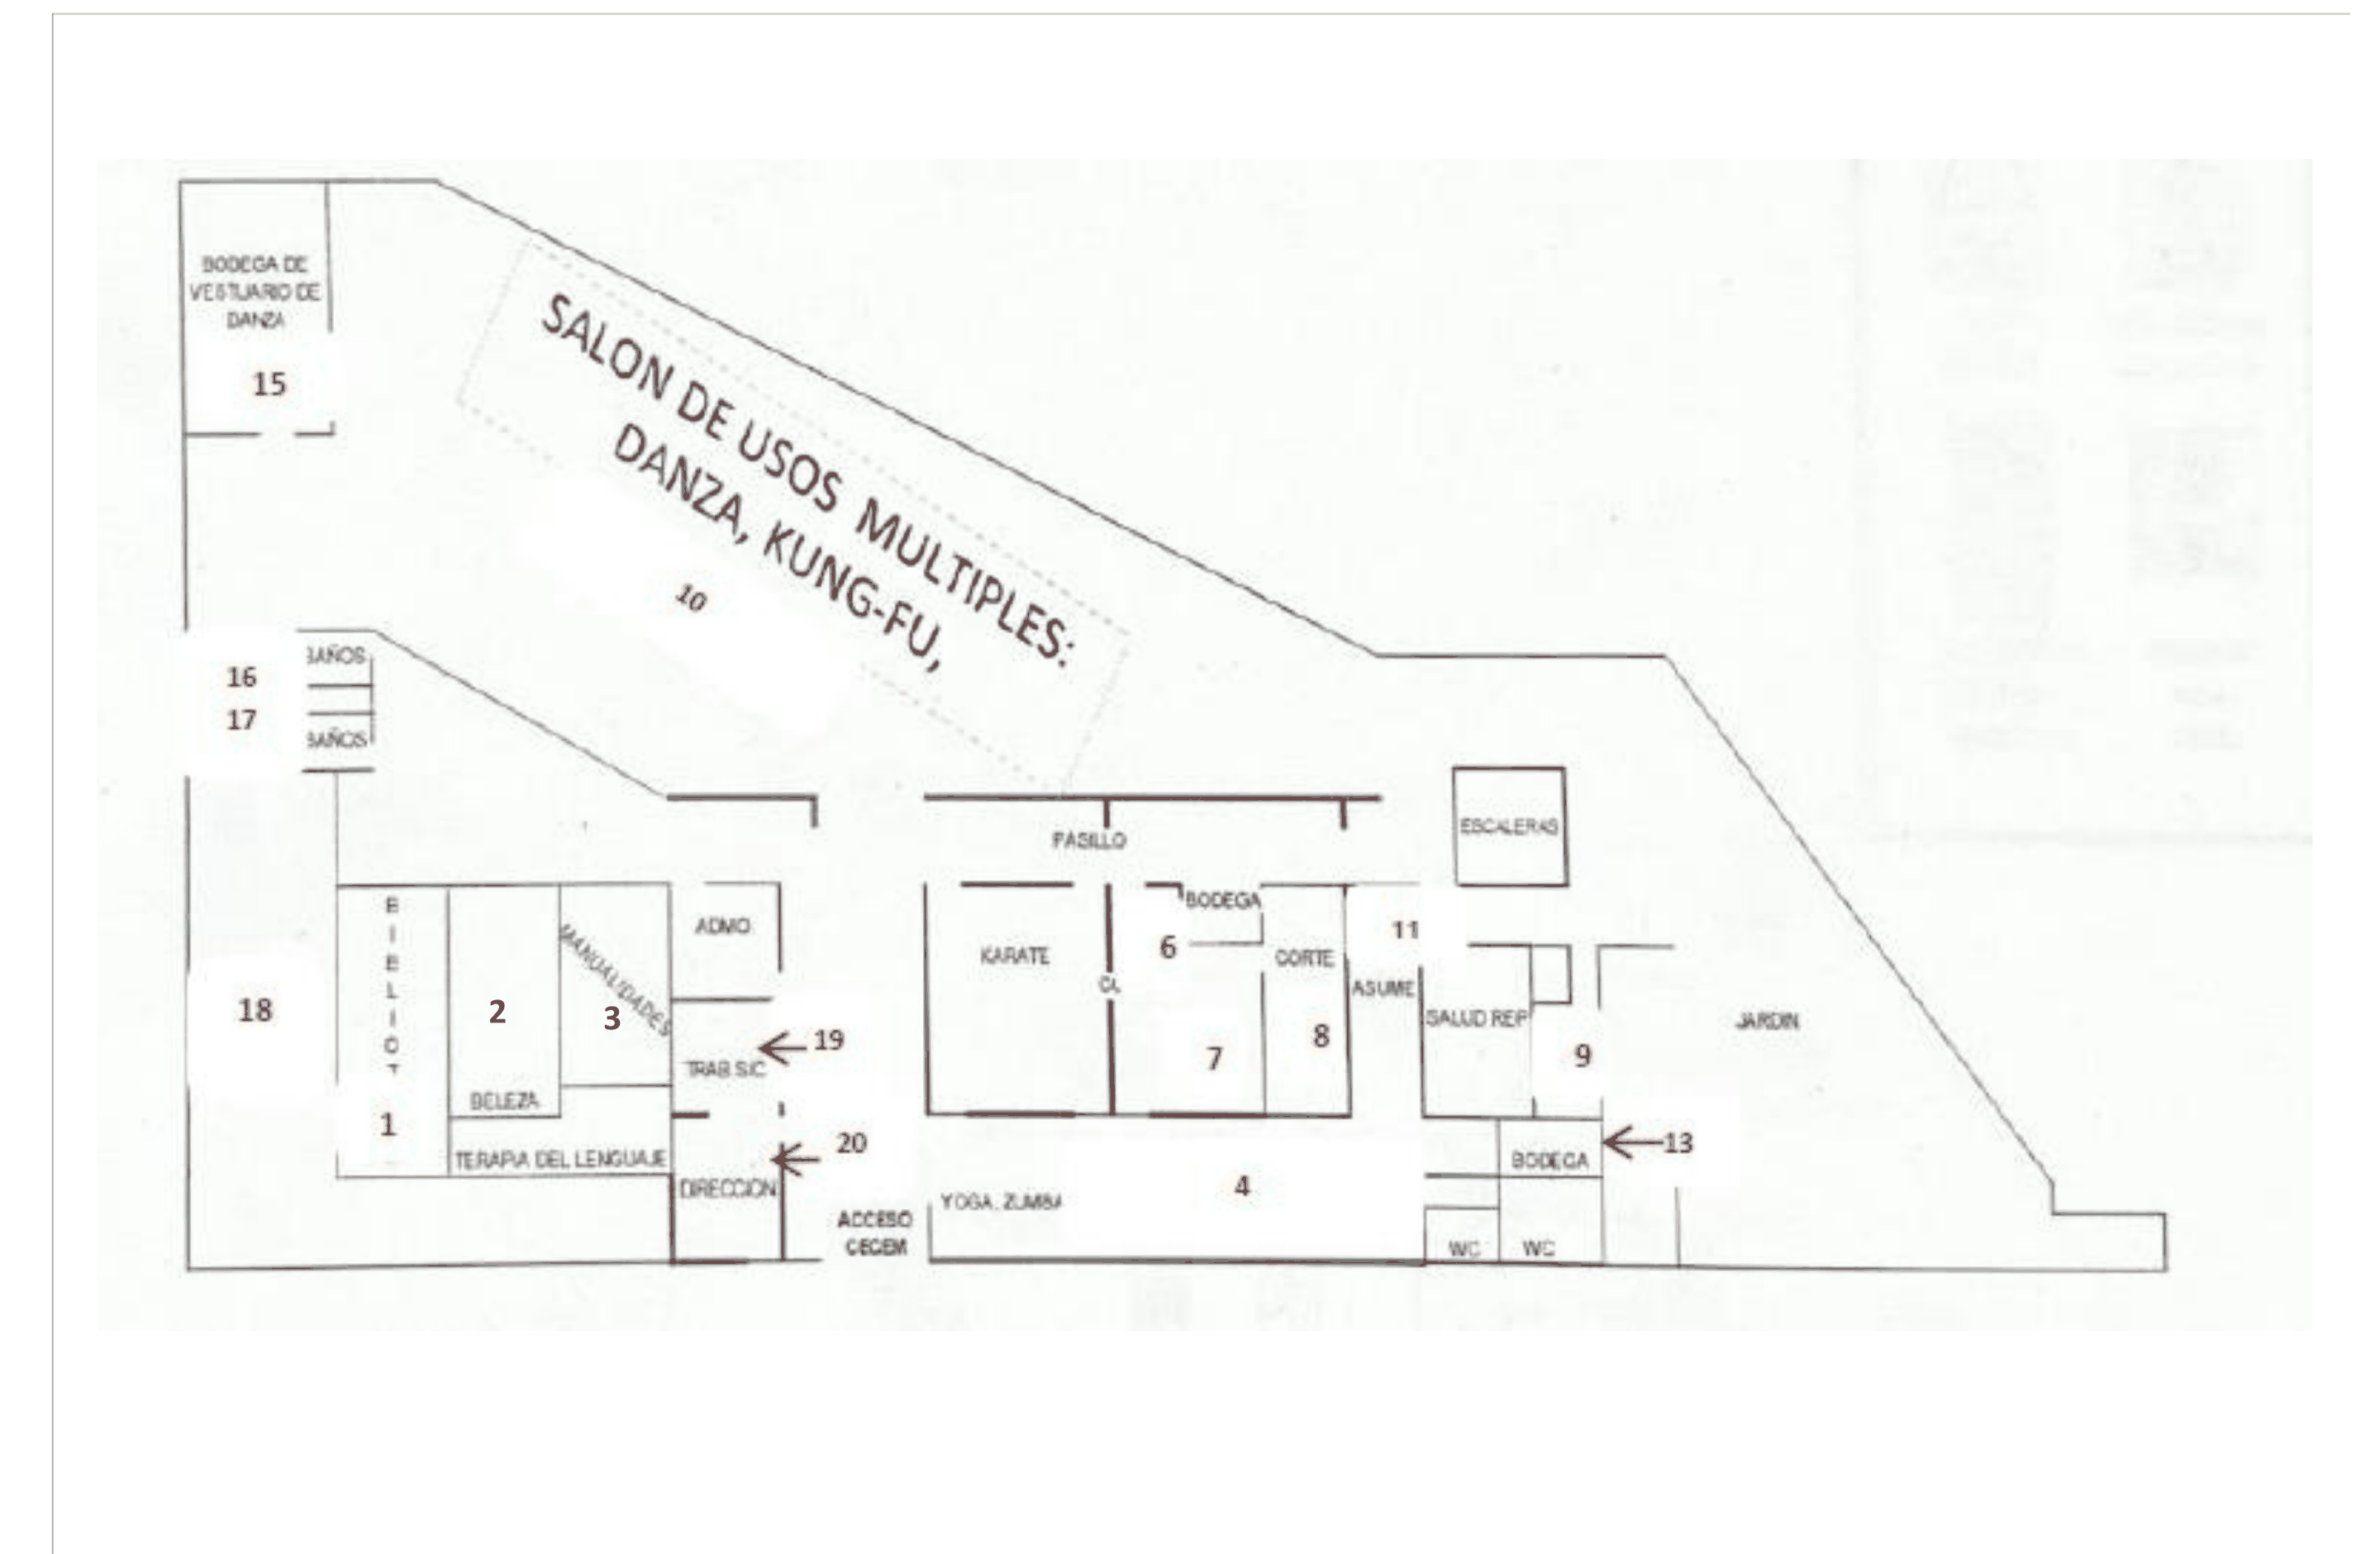 BODEGA DE
VESTUARIO DE
DANZA
15
SALON DE USOS MULTIPLES:
DANZA, KUNG-FU,
10
BAÑOS
16
17
BAÑOS
ESCALERAS
PASILLO
BODEGA
ADMO.
KARATE
6
CORTE
11
ASUME
18
2
MANUALIDADES
3
SALUD REP
JARDIN
19
TRAB.SIC
7
8
9
BELEZA
1
TERAPIA DEL LENGUAJE
20
DIRECCION
4
13
BODEGA
YOGA, ZUMBA
ACCESO
CECEM
WC
WC